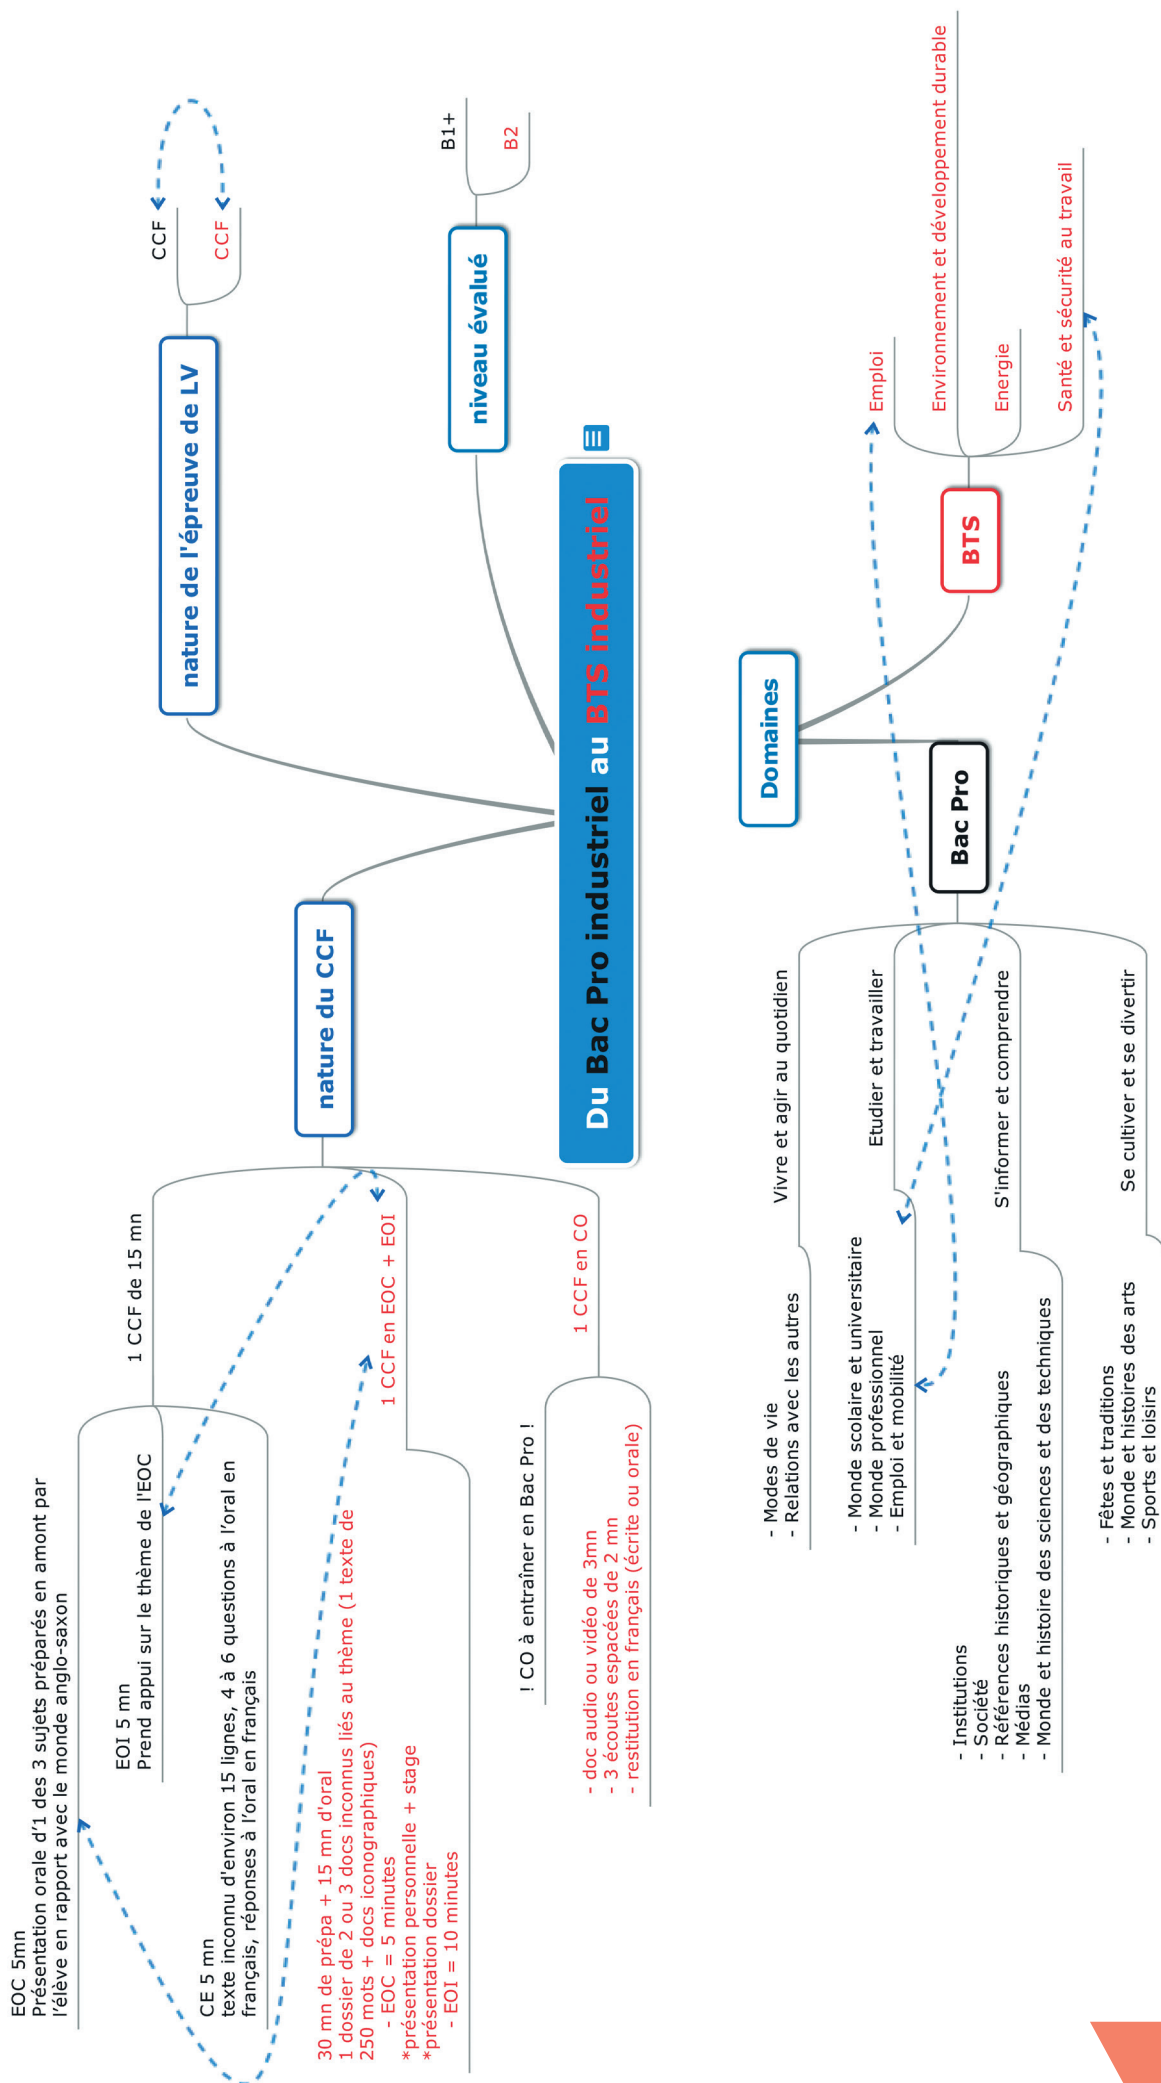 Du Bac Pro industriel au BTS industriel
nature du CCF
1 CCF de 15 mn
EOC 5mn
Présentation orale d’1 des 3 sujets préparés en amont par
l’élève en rapport avec le monde anglo-saxon
EOI 5 mn
Prend appui sur le thème de l'EOC
CE 5 mn
texte inconnu d'environ 15 lignes, 4 à 6 questions à l’oral en
français, réponses à l’oral en français
1 CCF en EOC + EOI
30 mn de prépa + 15 mn d'oral
1 dossier de 2 ou 3 docs inconnus liés au thème (1 texte de
250 mots + docs iconographiques)
- EOC = 5 minutes
*présentation personnelle + stage
*présentation dossier
- EOI = 10 minutes
1 CCF en CO
! CO à entraîner en Bac Pro !
- doc audio ou vidéo de 3mn
- 3 écoutes espacées de 2 mn
- restitution en français (écrite ou orale)
nature de l'épreuve de LV
CCF
CCF
niveau évalué
B1+
B2
Domaines
Bac Pro
Vivre et agir au quotidien
- Modes de vie
- Relations avec les autres
Etudier et travailler
- Monde scolaire et universitaire
- Monde professionnel
- Emploi et mobilité
S'informer et comprendre
- Institutions
- Société
- Références historiques et géographiques
- Médias
- Monde et histoire des sciences et des techniques
Se cultiver et se divertir
- Fêtes et traditions
- Monde et histoires des arts
- Sports et loisirs
BTS
Emploi
Environnement et développement durable
Energie
Santé et sécurité au travail